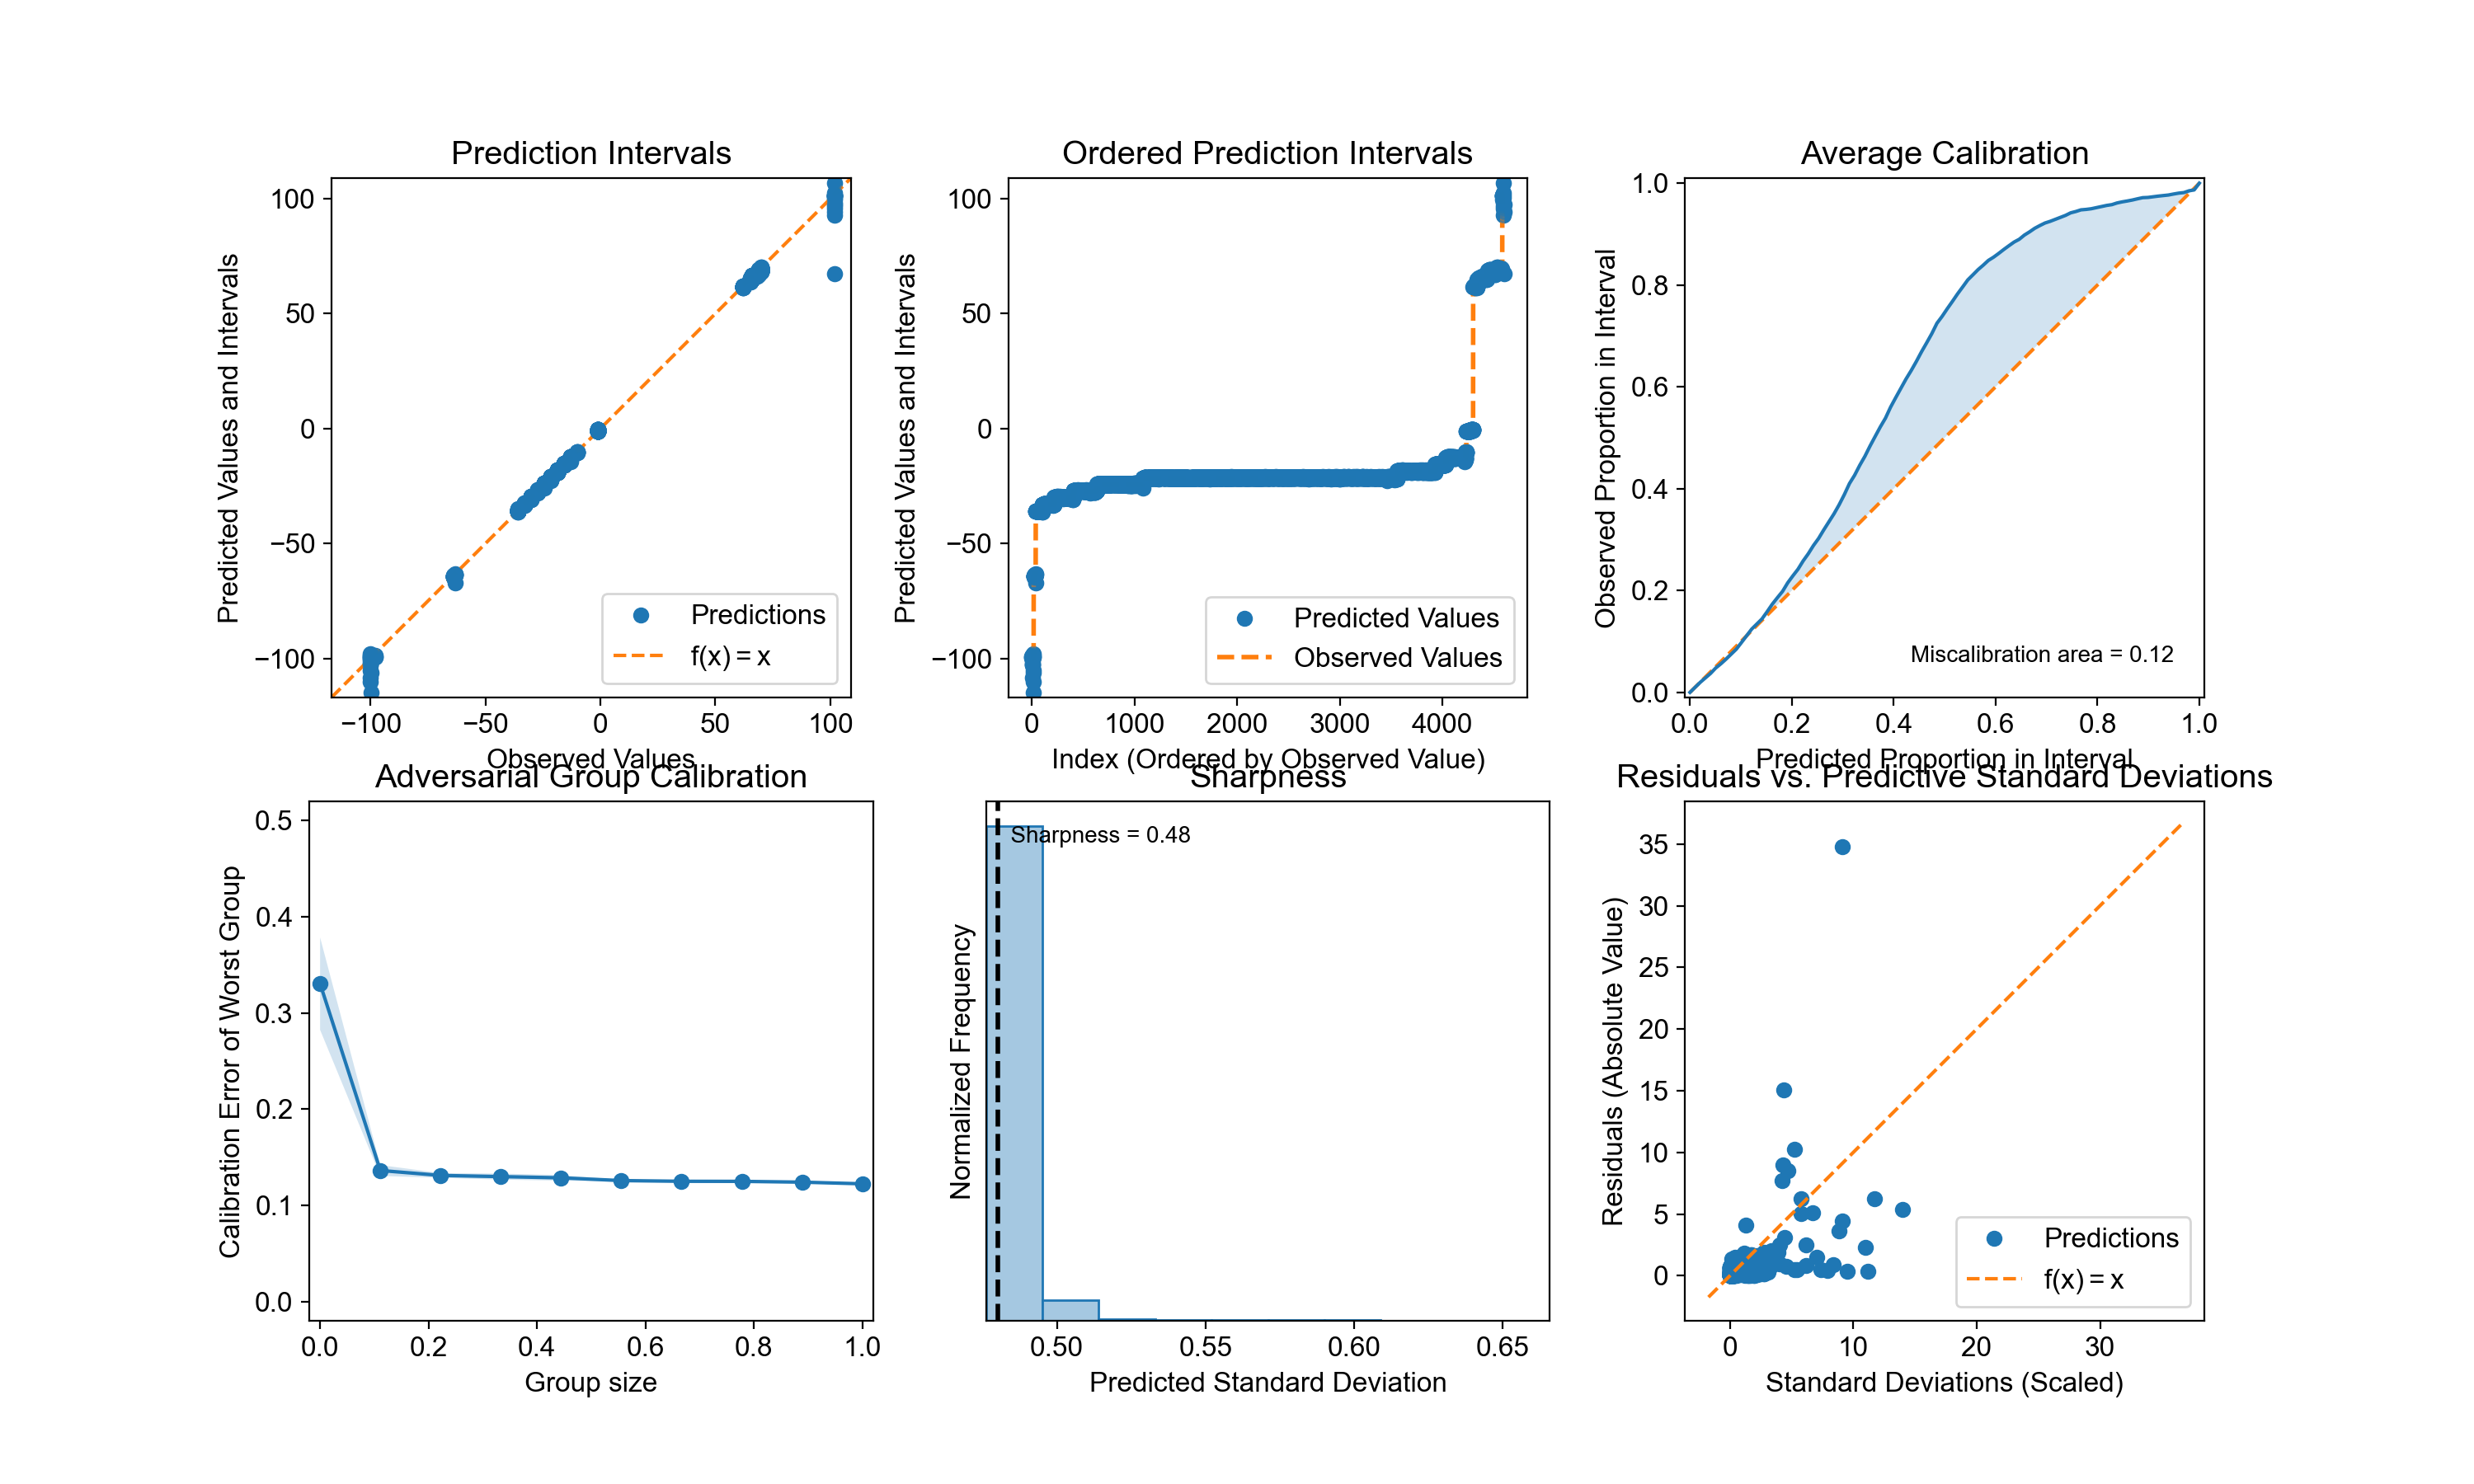 Prediction Intervals
Predicted Values and Intervals
100
50
0
−50
−100
Predictions
f(x) = x
−100 −50 0 50 100
Observed Values
Ordered Prediction Intervals
Predicted Values and Intervals
100
50
0
−50
−100
Predicted Values
Observed Values
0 1000 2000 3000 4000
Index (Ordered by Observed Value)
Average Calibration
Observed Proportion in Interval
1.0
0.8
0.6
0.4
0.2
0.0
Miscalibration area = 0.12
0.0 0.2 0.4 0.6 0.8 1.0
Predicted Proportion in Interval
Adversarial Group Calibration
Calibration Error of Worst Group
0.5
0.4
0.3
0.2
0.1
0.0
0.0 0.2 0.4 0.6 0.8 1.0
Group size
Sharpness
Normalized Frequency
Sharpness = 0.48
0.50 0.55 0.60 0.65
Predicted Standard Deviation
Residuals vs. Predictive Standard Deviations
Residuals (Absolute Value)
35
30
25
20
15
10
5
0
Predictions
f(x) = x
0 10 20 30
Standard Deviations (Scaled)